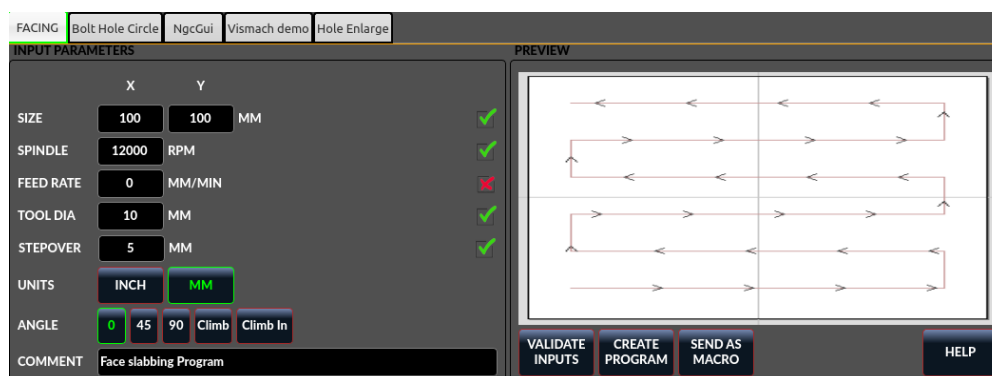 FACING Bolt Hole Circle NgcGui Vismach demo Hole Enlarge
INPUT PARAMETERS
X Y
SIZE 100 100 MM
SPINDLE 12000 RPM
FEED RATE 0 MM/MIN
TOOL DIA 10 MM
STEPOVER 5 MM
UNITS INCH MM
ANGLE 0 45 90 Climb Climb In
COMMENT Face slabbing Program
PREVIEW
VALIDATE
INPUTS
CREATE
PROGRAM
SEND AS
MACRO
HELP